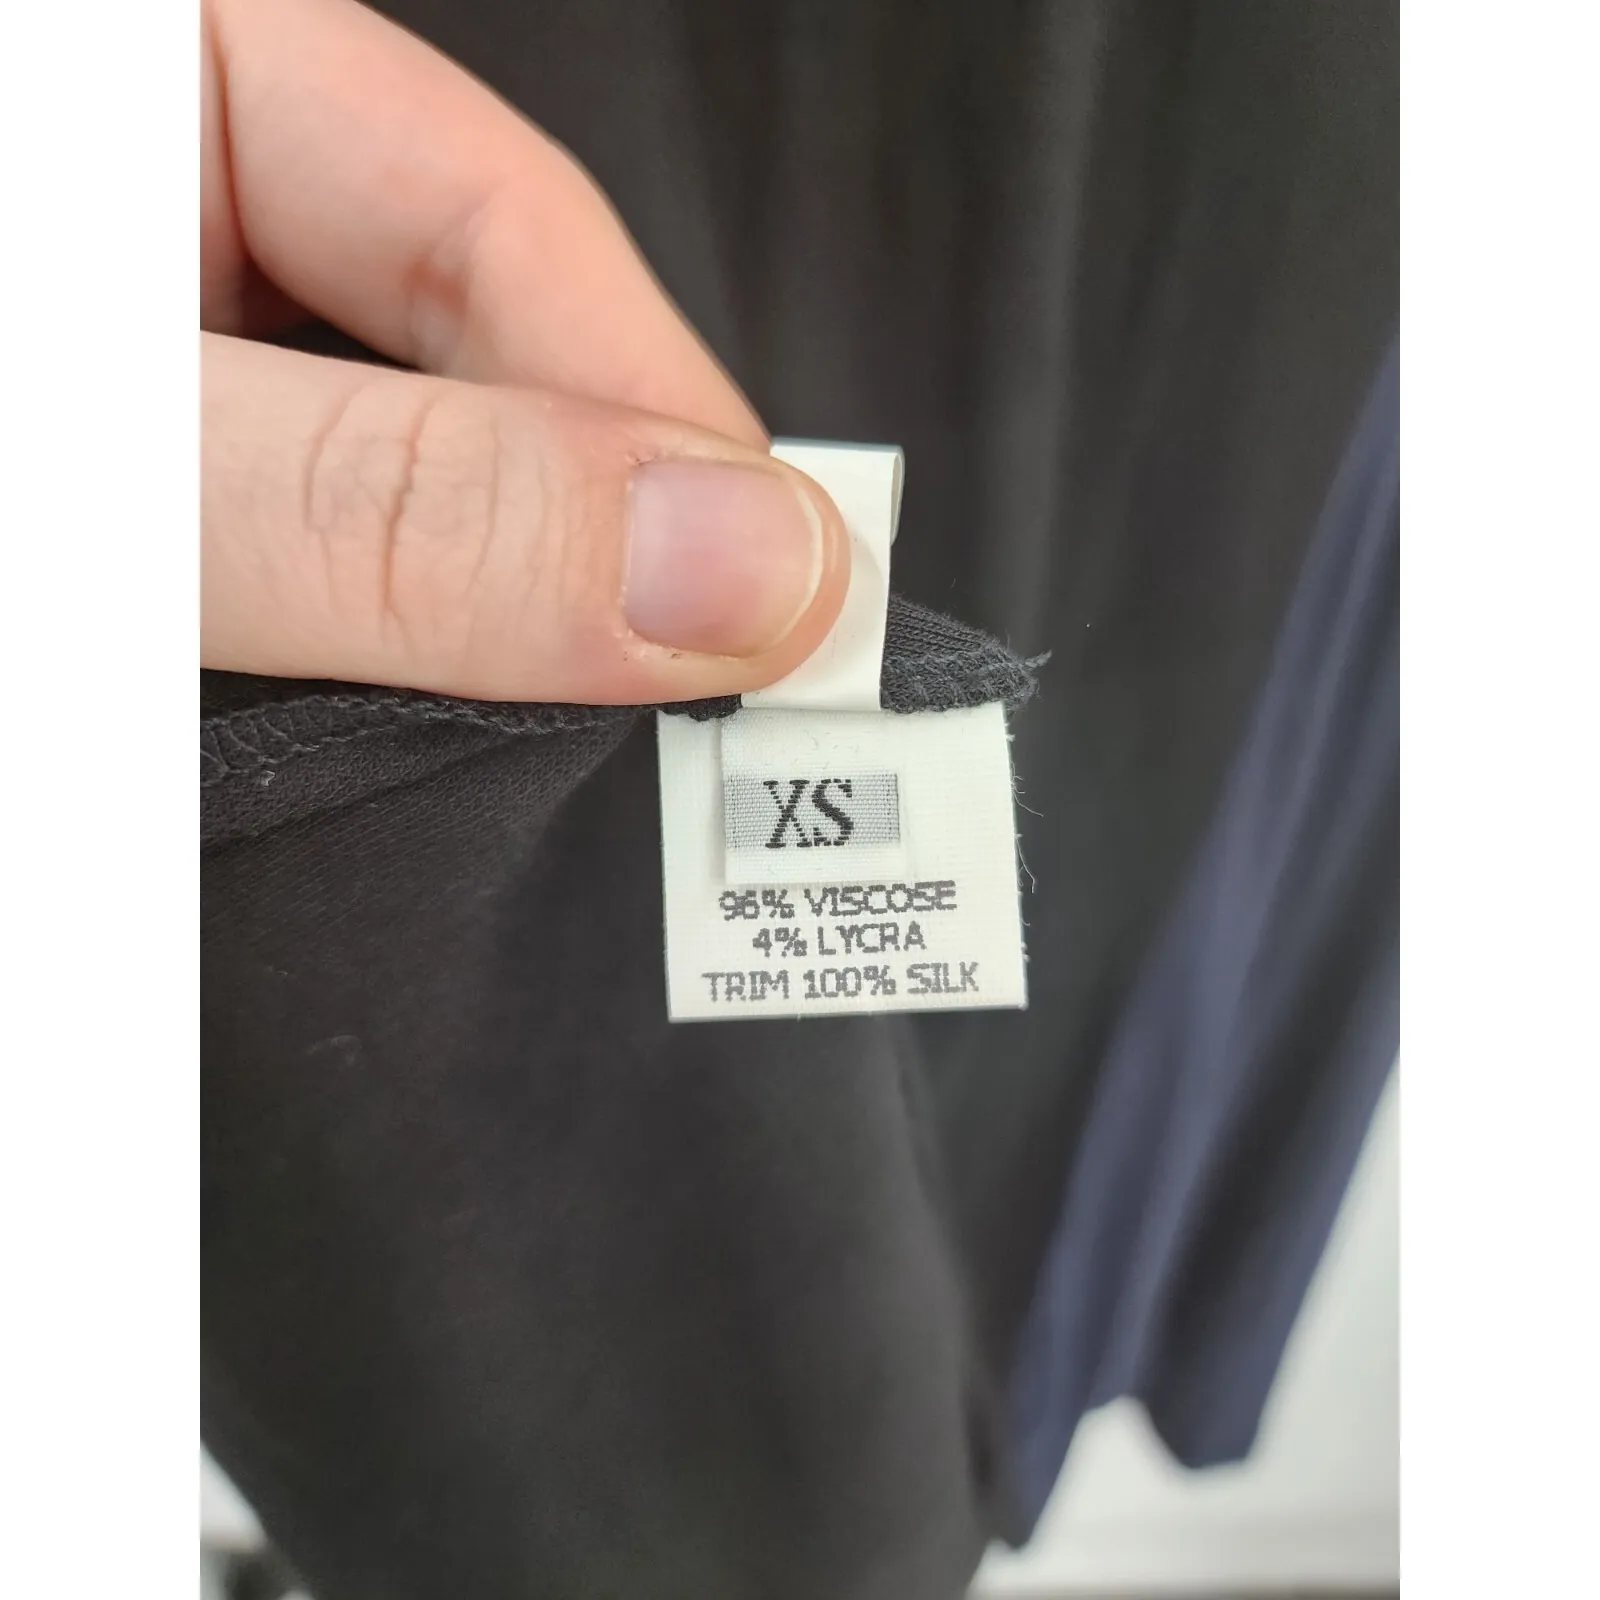 XS
96% VISCOSE
4% LYCRA
TRIM 100% SILK